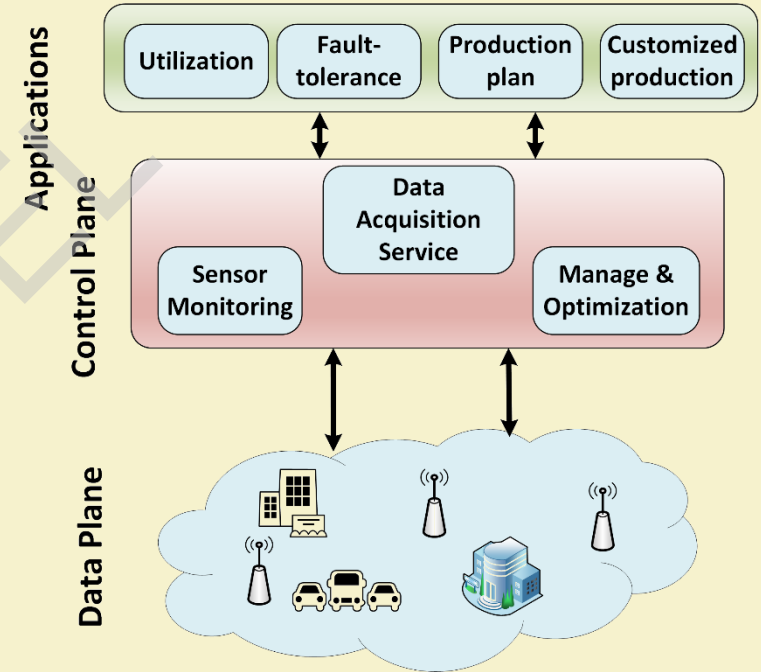 Applications
Utilization
Fault-
tolerance
Production
plan
Customized
production
Control Plane
Data
Acquisition
Service
Sensor
Monitoring
Manage &
Optimization
Data Plane